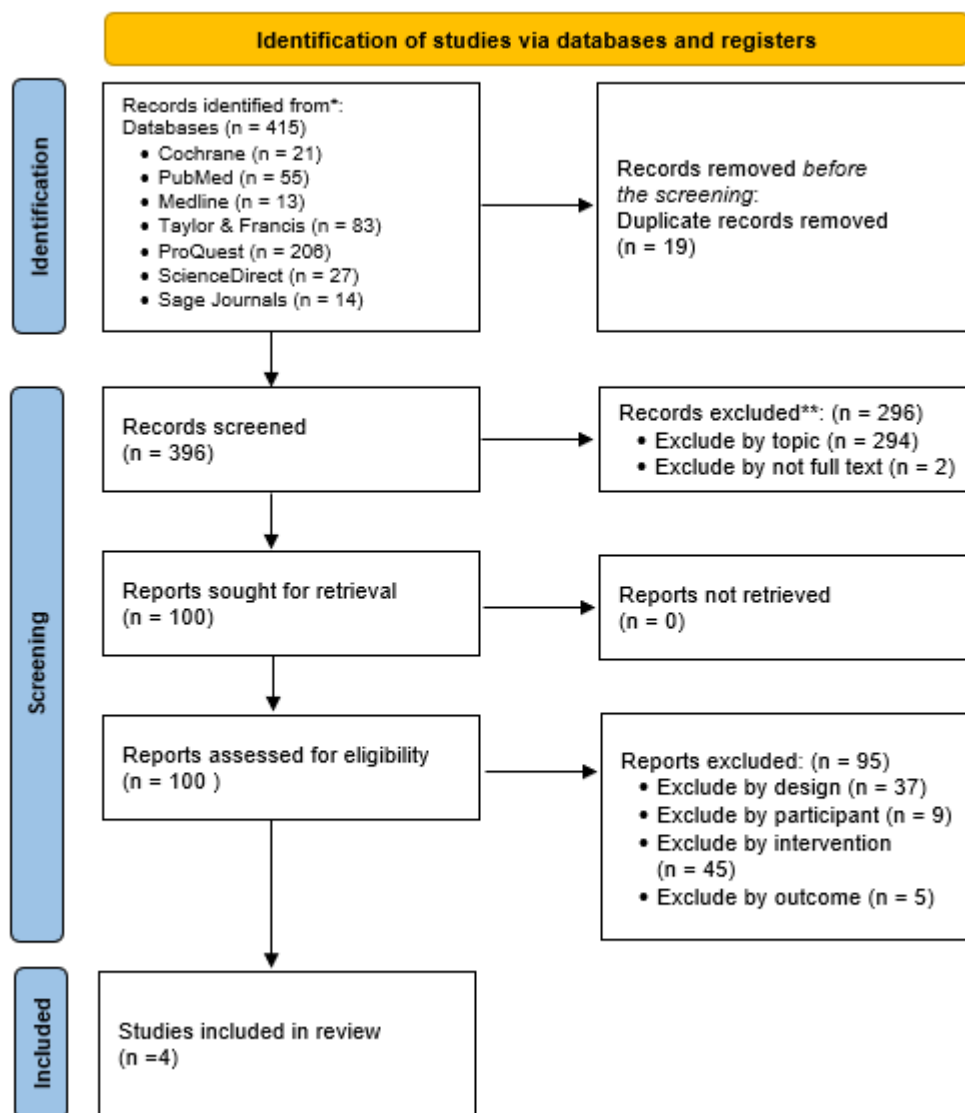 Identification of studies via databases and registers
Identification
Records identified from*:
Databases (n = 415)
• Cochrane (n = 21)
• PubMed (n = 55)
• Medline (n = 13)
• Taylor & Francis (n = 83)
• ProQuest (n = 206)
• ScienceDirect (n = 27)
• Sage Journals (n = 14)
Records removed before
the screening:
Duplicate records removed
(n = 19)
Screening
Records screened
(n = 396)
Records excluded**: (n = 296)
• Exclude by topic (n = 294)
• Exclude by not full text (n = 2)
Reports sought for retrieval
(n = 100)
Reports not retrieved
(n = 0)
Reports assessed for eligibility
(n = 100 )
Reports excluded: (n = 95)
• Exclude by design (n = 37)
• Exclude by participant (n = 9)
• Exclude by intervention
(n = 45)
• Exclude by outcome (n = 5)
Included
Studies included in review
(n =4)